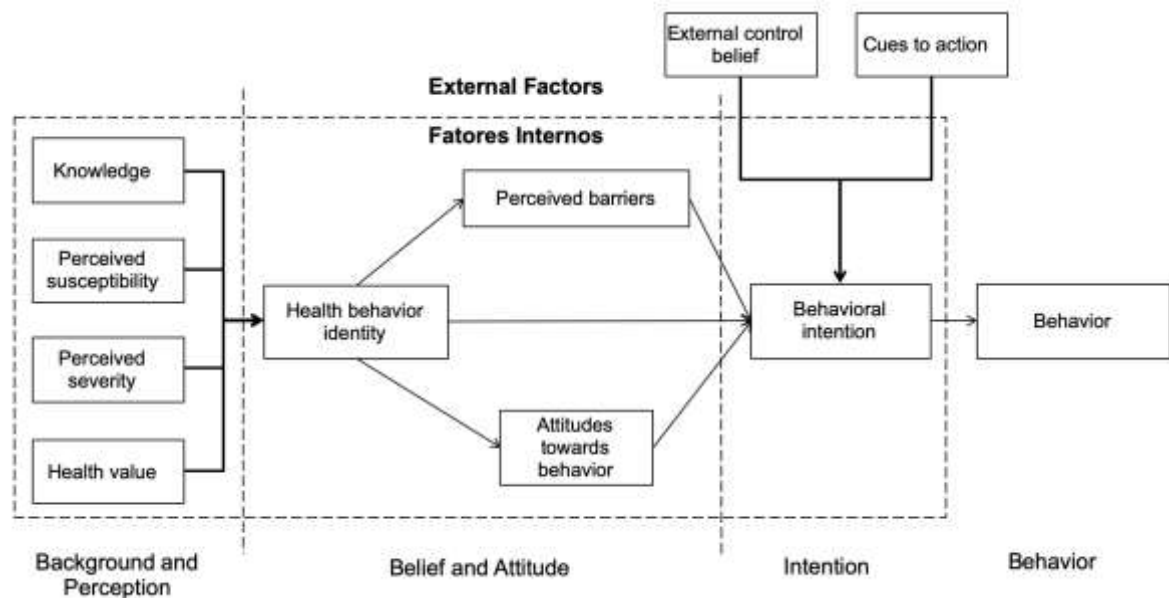 External control
belief
Cues to action
External Factors
Fatores Internos
Knowledge
Perceived
susceptibility
Perceived
severity
Health value
Health behavior
identity
Perceived barriers
Attitudes
towards
behavior
Behavioral
intention
Behavior
Background and
Perception
Belief and Attitude
Intention
Behavior